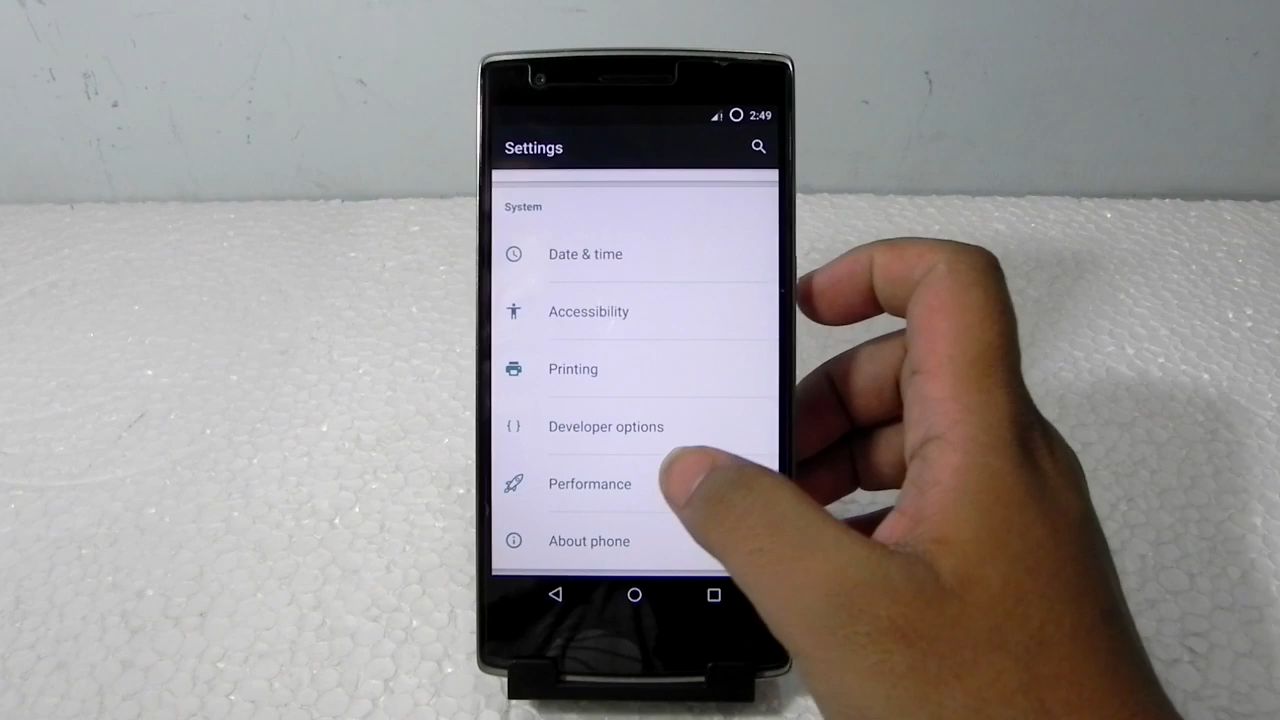 2:49
Settings
System
Date & time
Accessibility
Printing
{ } Developer options
Performance
About phone